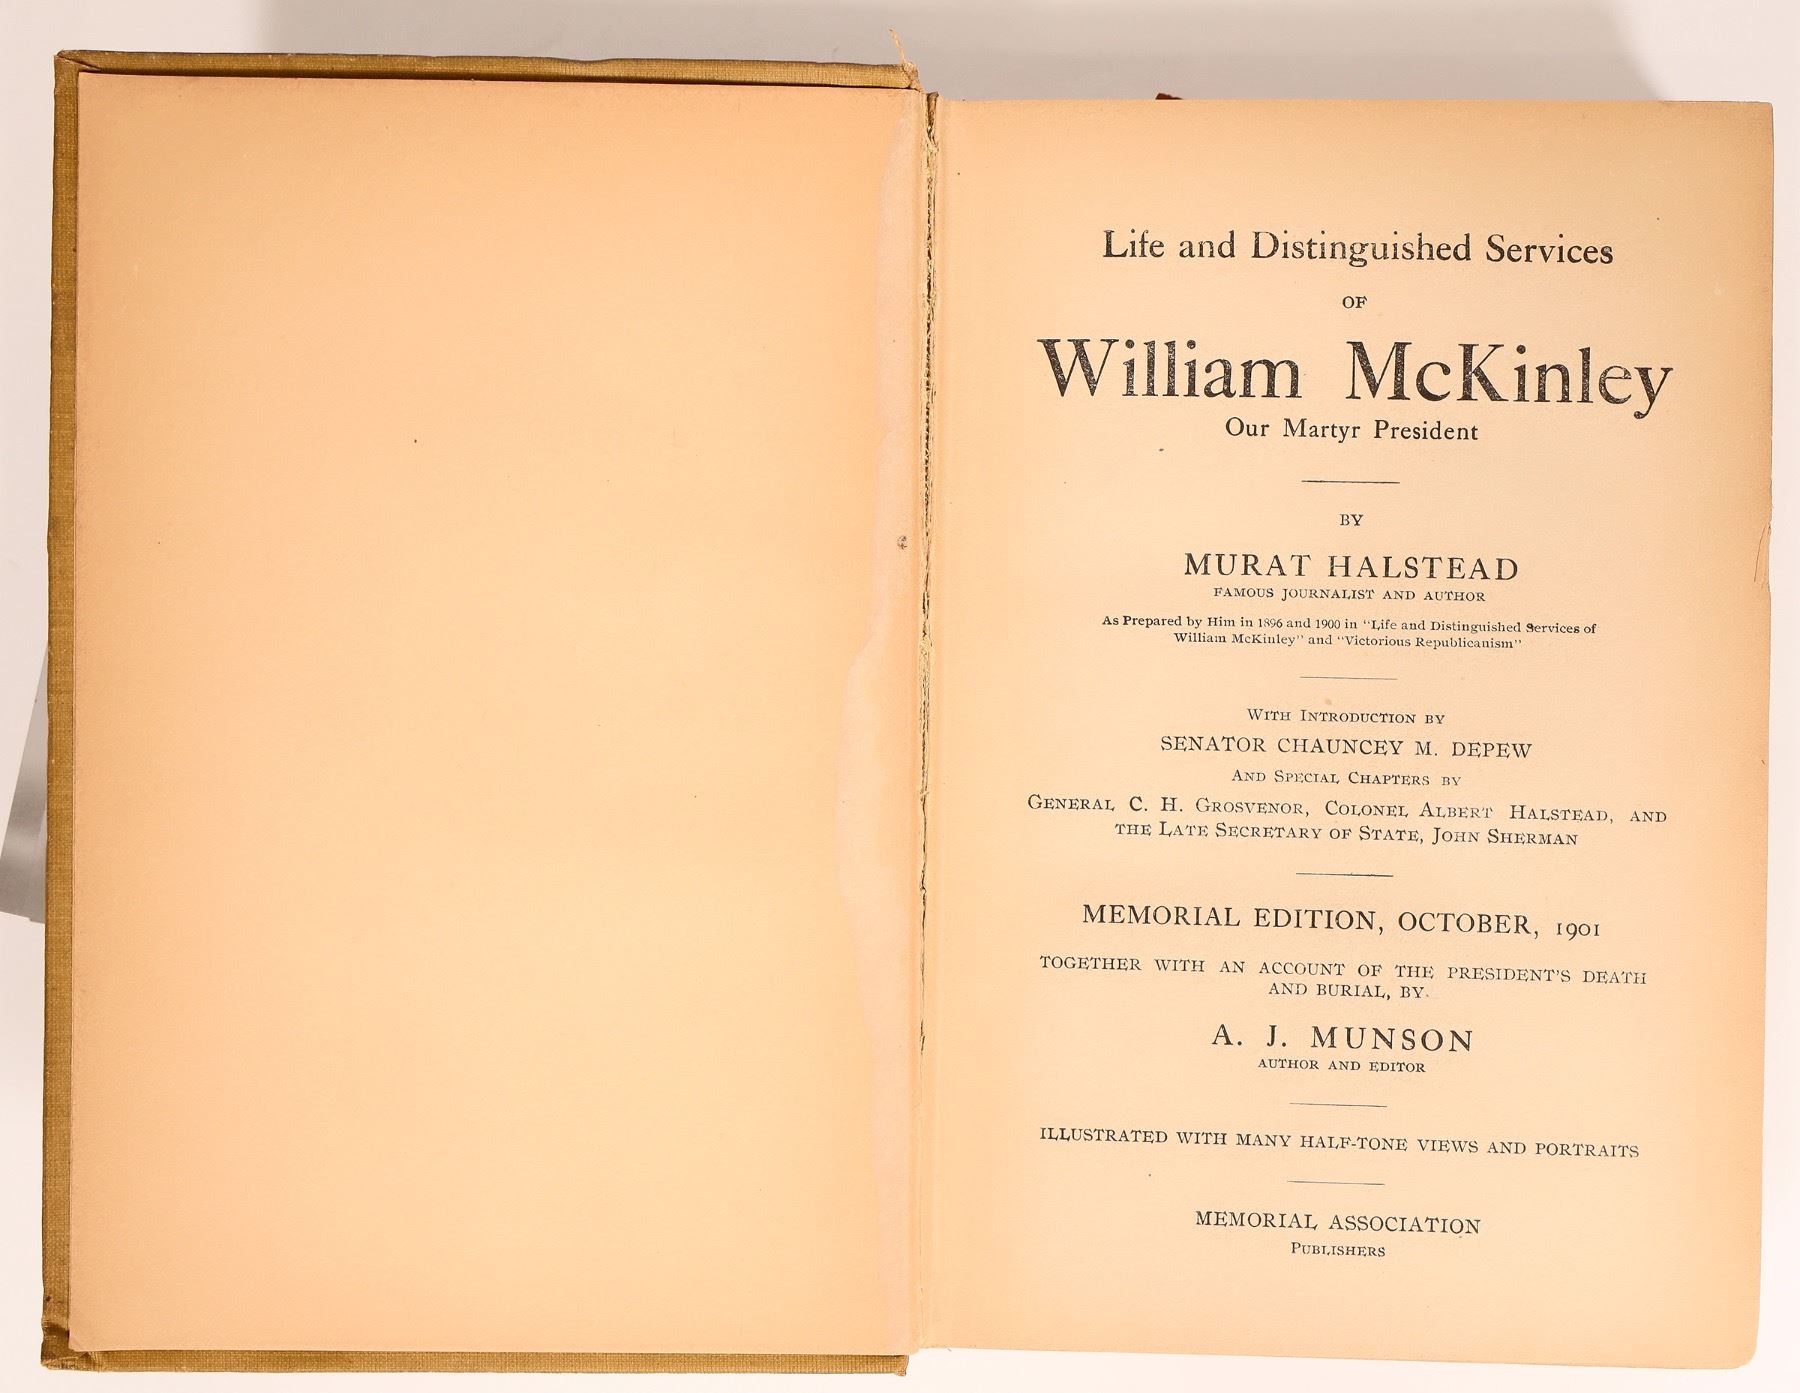 Life and Distinguished Services
OF
William McKinley
Our Martyr President
BY
MURAT HALSTEAD
FAMOUS JOURNALIST AND AUTHOR
As Prepared by Him in 1896 and 1900 in "Life and Distinguished Services of
William McKinley" and "Victorious Republicanism"
WITH INTRODUCTION BY
SENATOR CHAUNCEY M. DEPEW
AND SPECIAL CHAPTERS BY
GENERAL C. H. GROSVENOR, COLONEL ALBERT HALSTEAD, AND
THE LATE SECRETARY OF STATE, JOHN SHERMAN
MEMORIAL EDITION, OCTOBER, 1901
TOGETHER WITH AN ACCOUNT OF THE PRESIDENT'S DEATH
AND BURIAL, BY
A. J. MUNSON
AUTHOR AND EDITOR
ILLUSTRATED WITH MANY HALF-TONE VIEWS AND PORTRAITS
MEMORIAL ASSOCIATION
PUBLISHERS